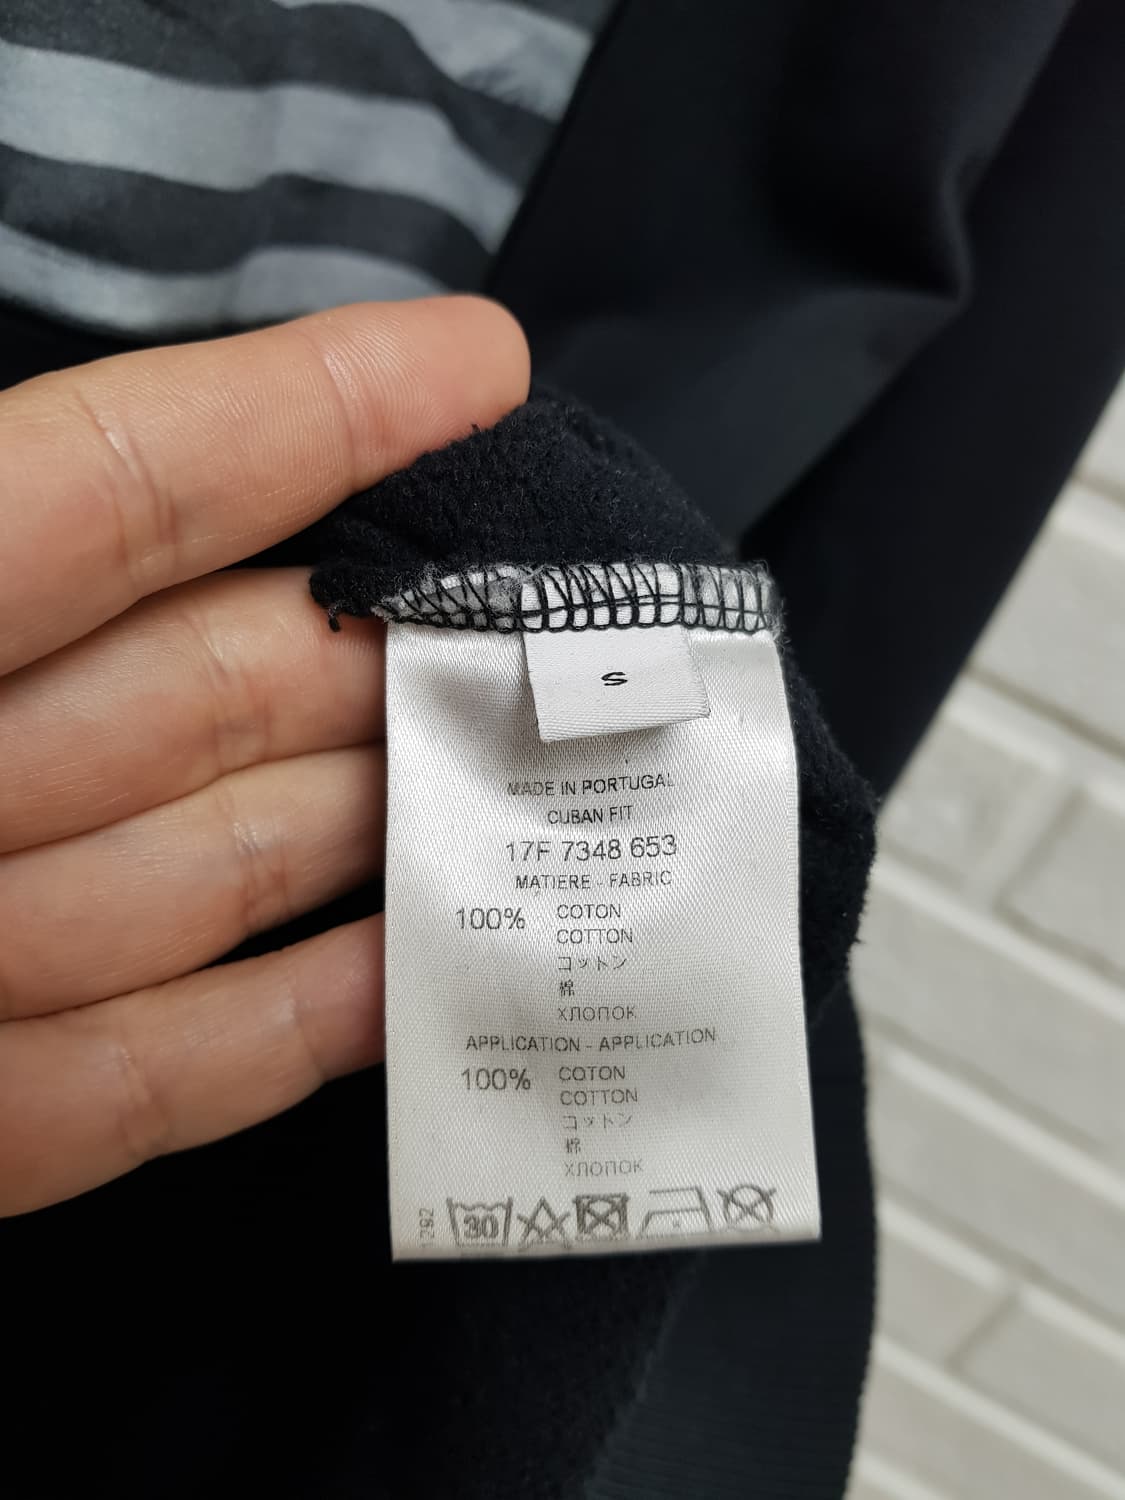 S
MADE IN PORTUGAL
CUBAN FIT
17F 7348 653
MATIERE - FABRIC
100% COTON
COTTON
コットン
棉
ХЛОПОК
APPLICATION - APPLICATION
100% COTON
COTTON
コットン
棉
ХЛОПОК
1292
30